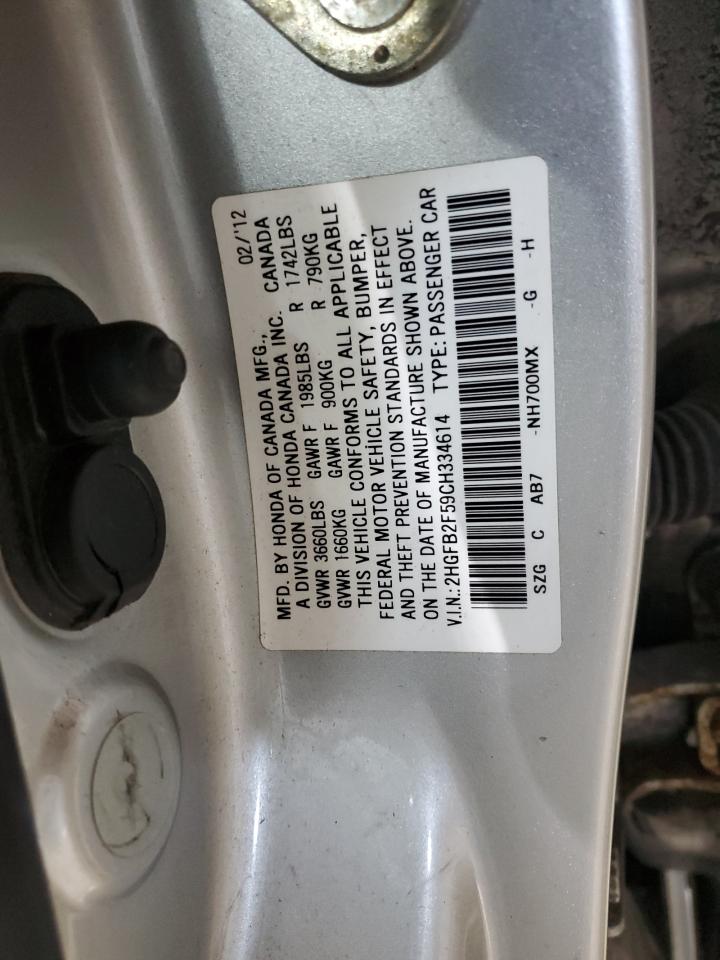 MFD. BY HONDA OF CANADA MFG., 02/'12
A DIVISION OF HONDA CANADA INC. CANADA
GVWR 3660LBS GAWR F 1985LBS R 1742LBS
GVWR 1660KG GAWR F 900KG R 790KG
THIS VEHICLE CONFORMS TO ALL APPLICABLE
FEDERAL MOTOR VEHICLE SAFETY, BUMPER,
AND THEFT PREVENTION STANDARDS IN EFFECT
ON THE DATE OF MANUFACTURE SHOWN ABOVE.
V.I.N.: 2HGFB2F59CH334614 TYPE: PASSENGER CAR
SZG C AB7 -NH700MX -G -H